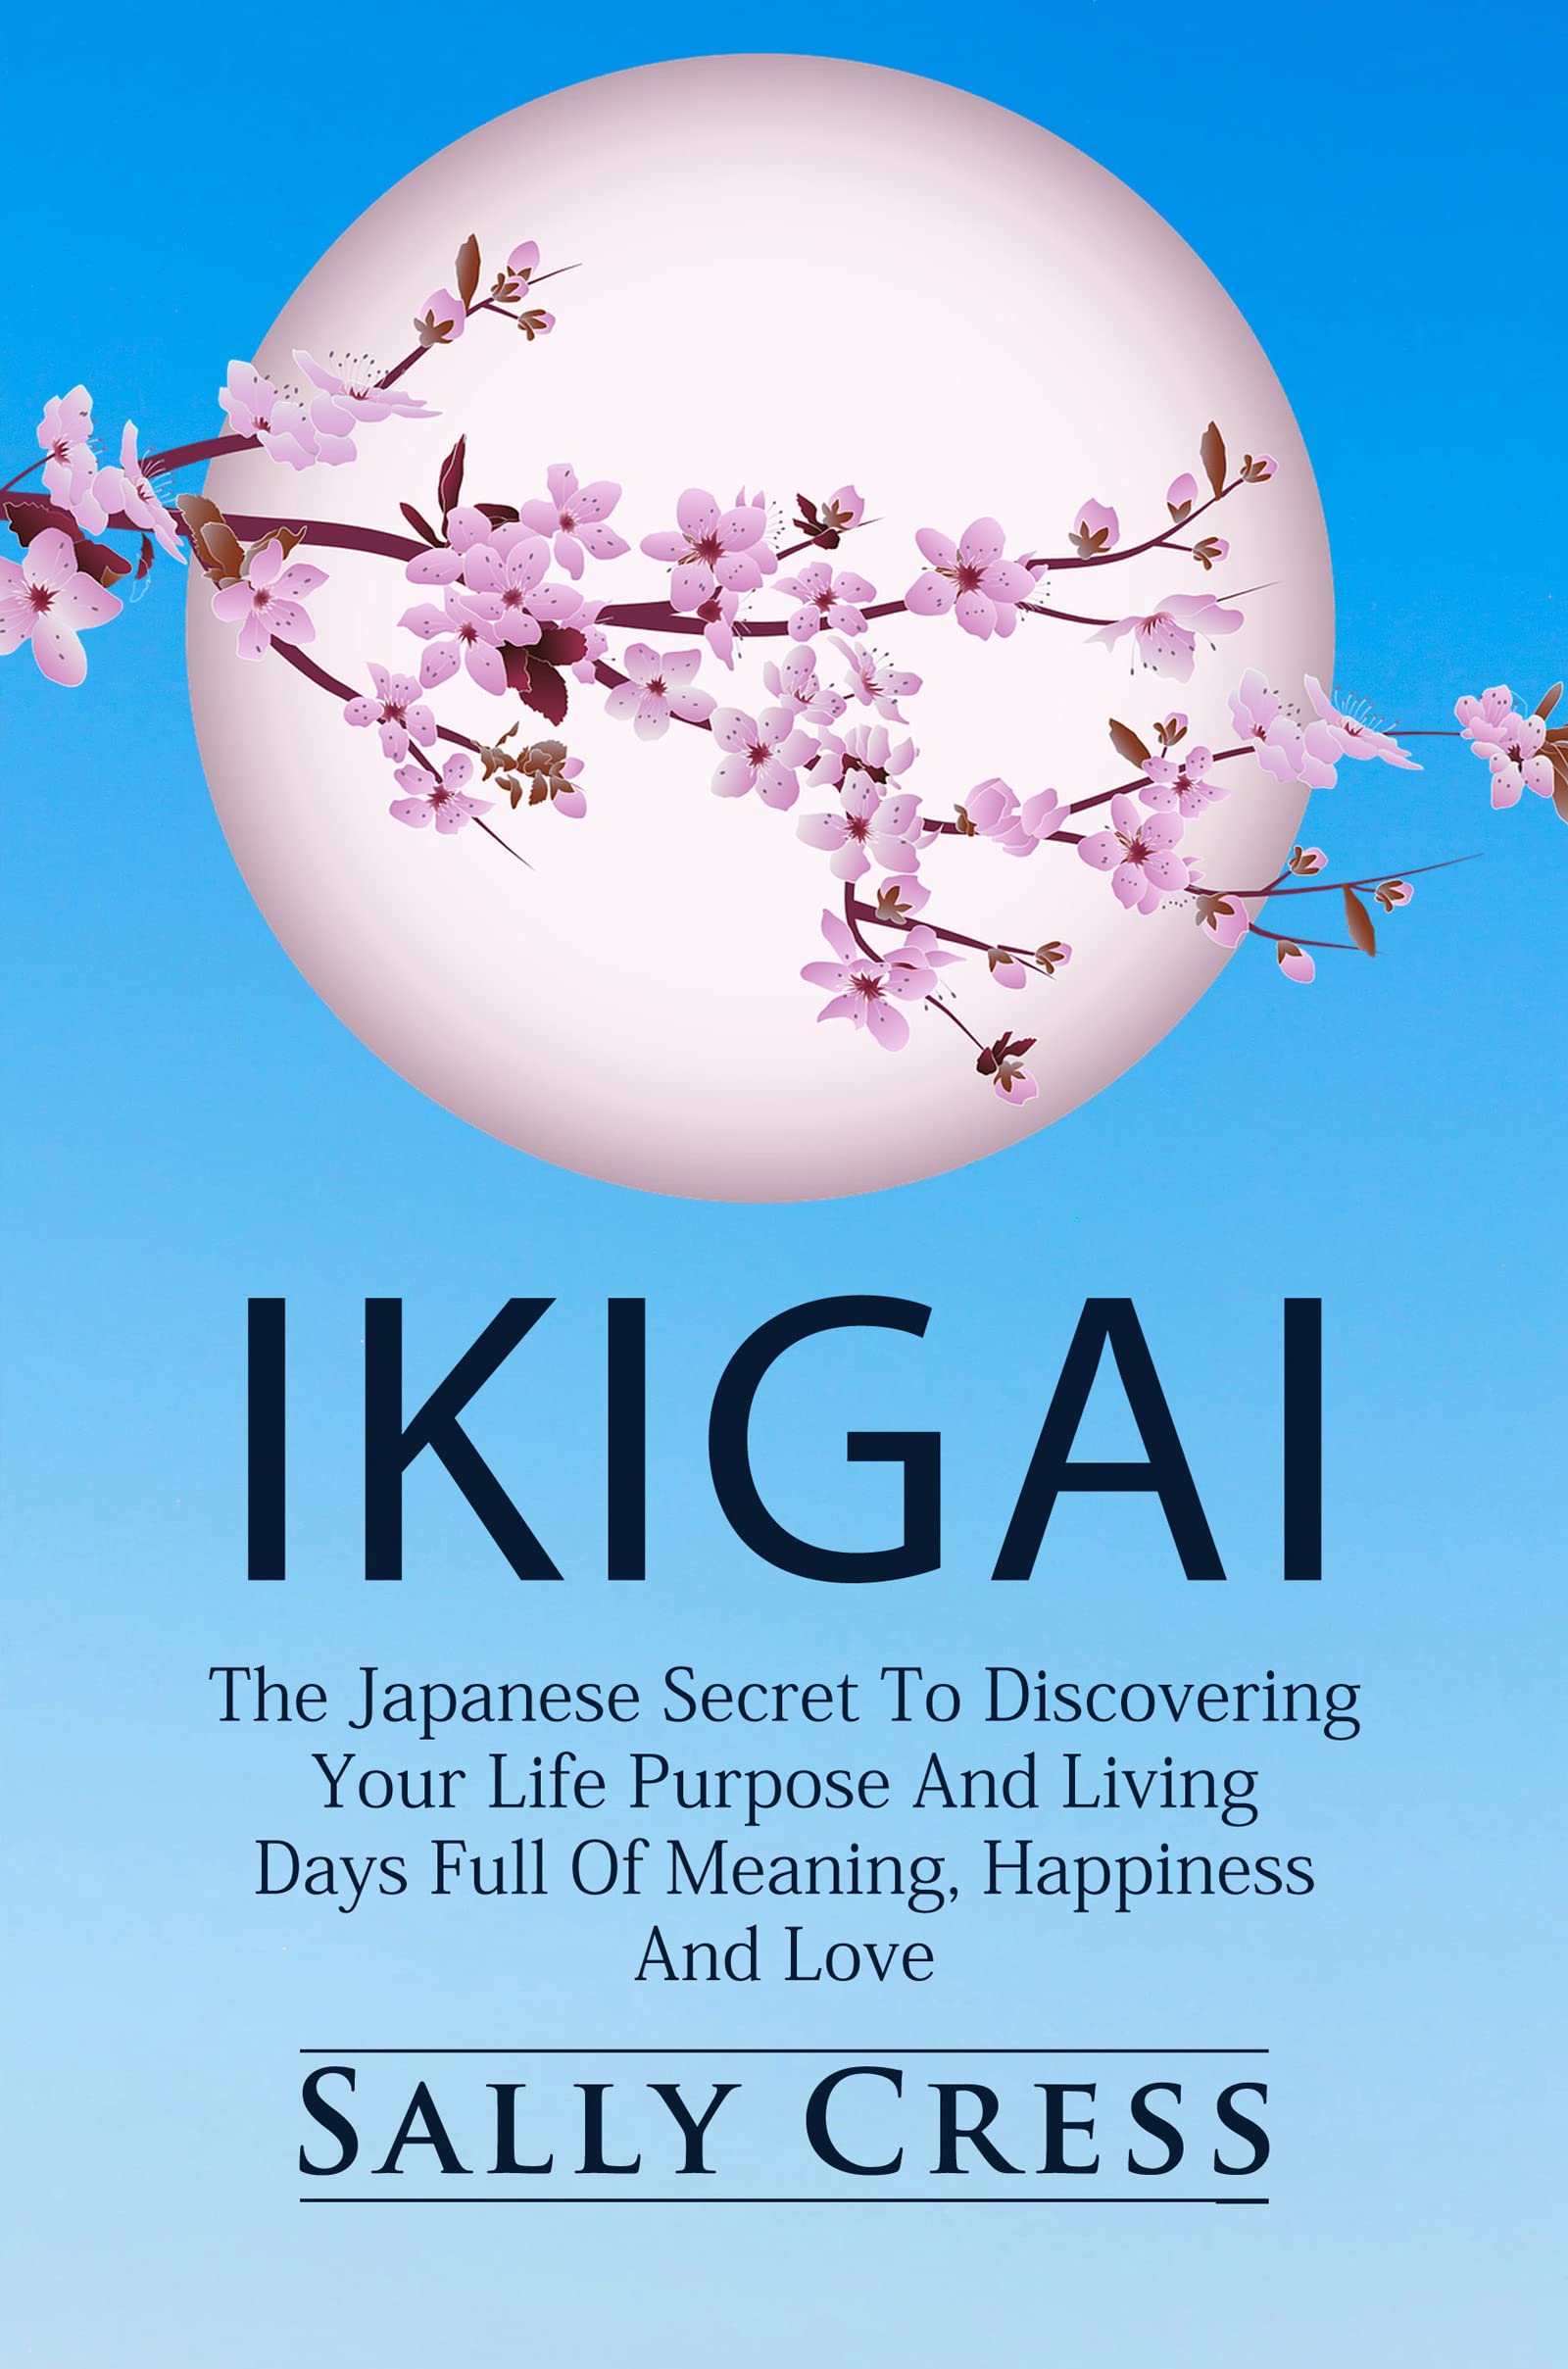 IKIGAI
The Japanese Secret To Discovering
Your Life Purpose And Living
Days Full Of Meaning, Happiness
And Love
SALLY CRESS